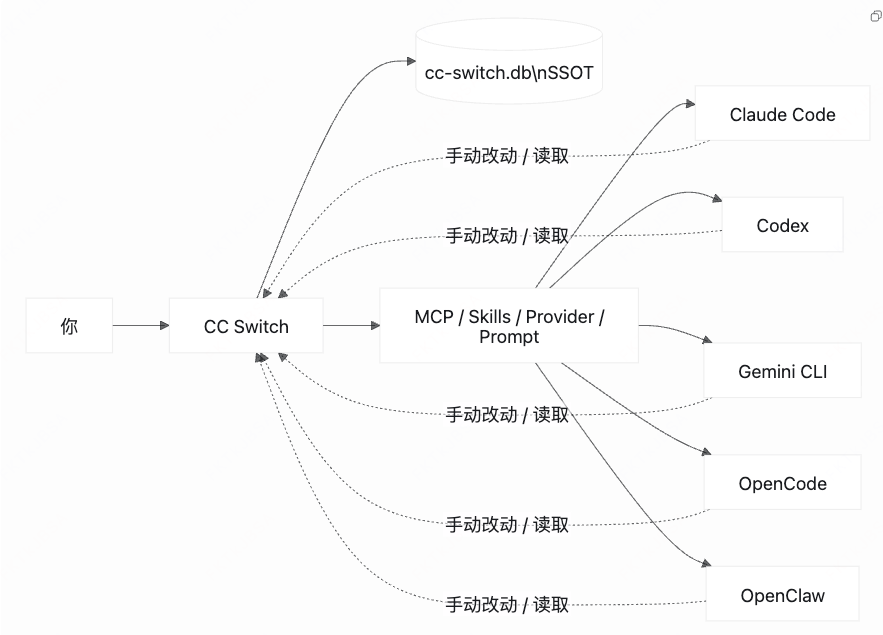 cc-switch.db\nSSOT
Claude Code
手动改动 / 读取
手动改动 / 读取
Codex
你
CC Switch
MCP / Skills / Provider /
Prompt
Gemini CLI
手动改动 / 读取
OpenCode
手动改动 / 读取
OpenClaw
手动改动 / 读取